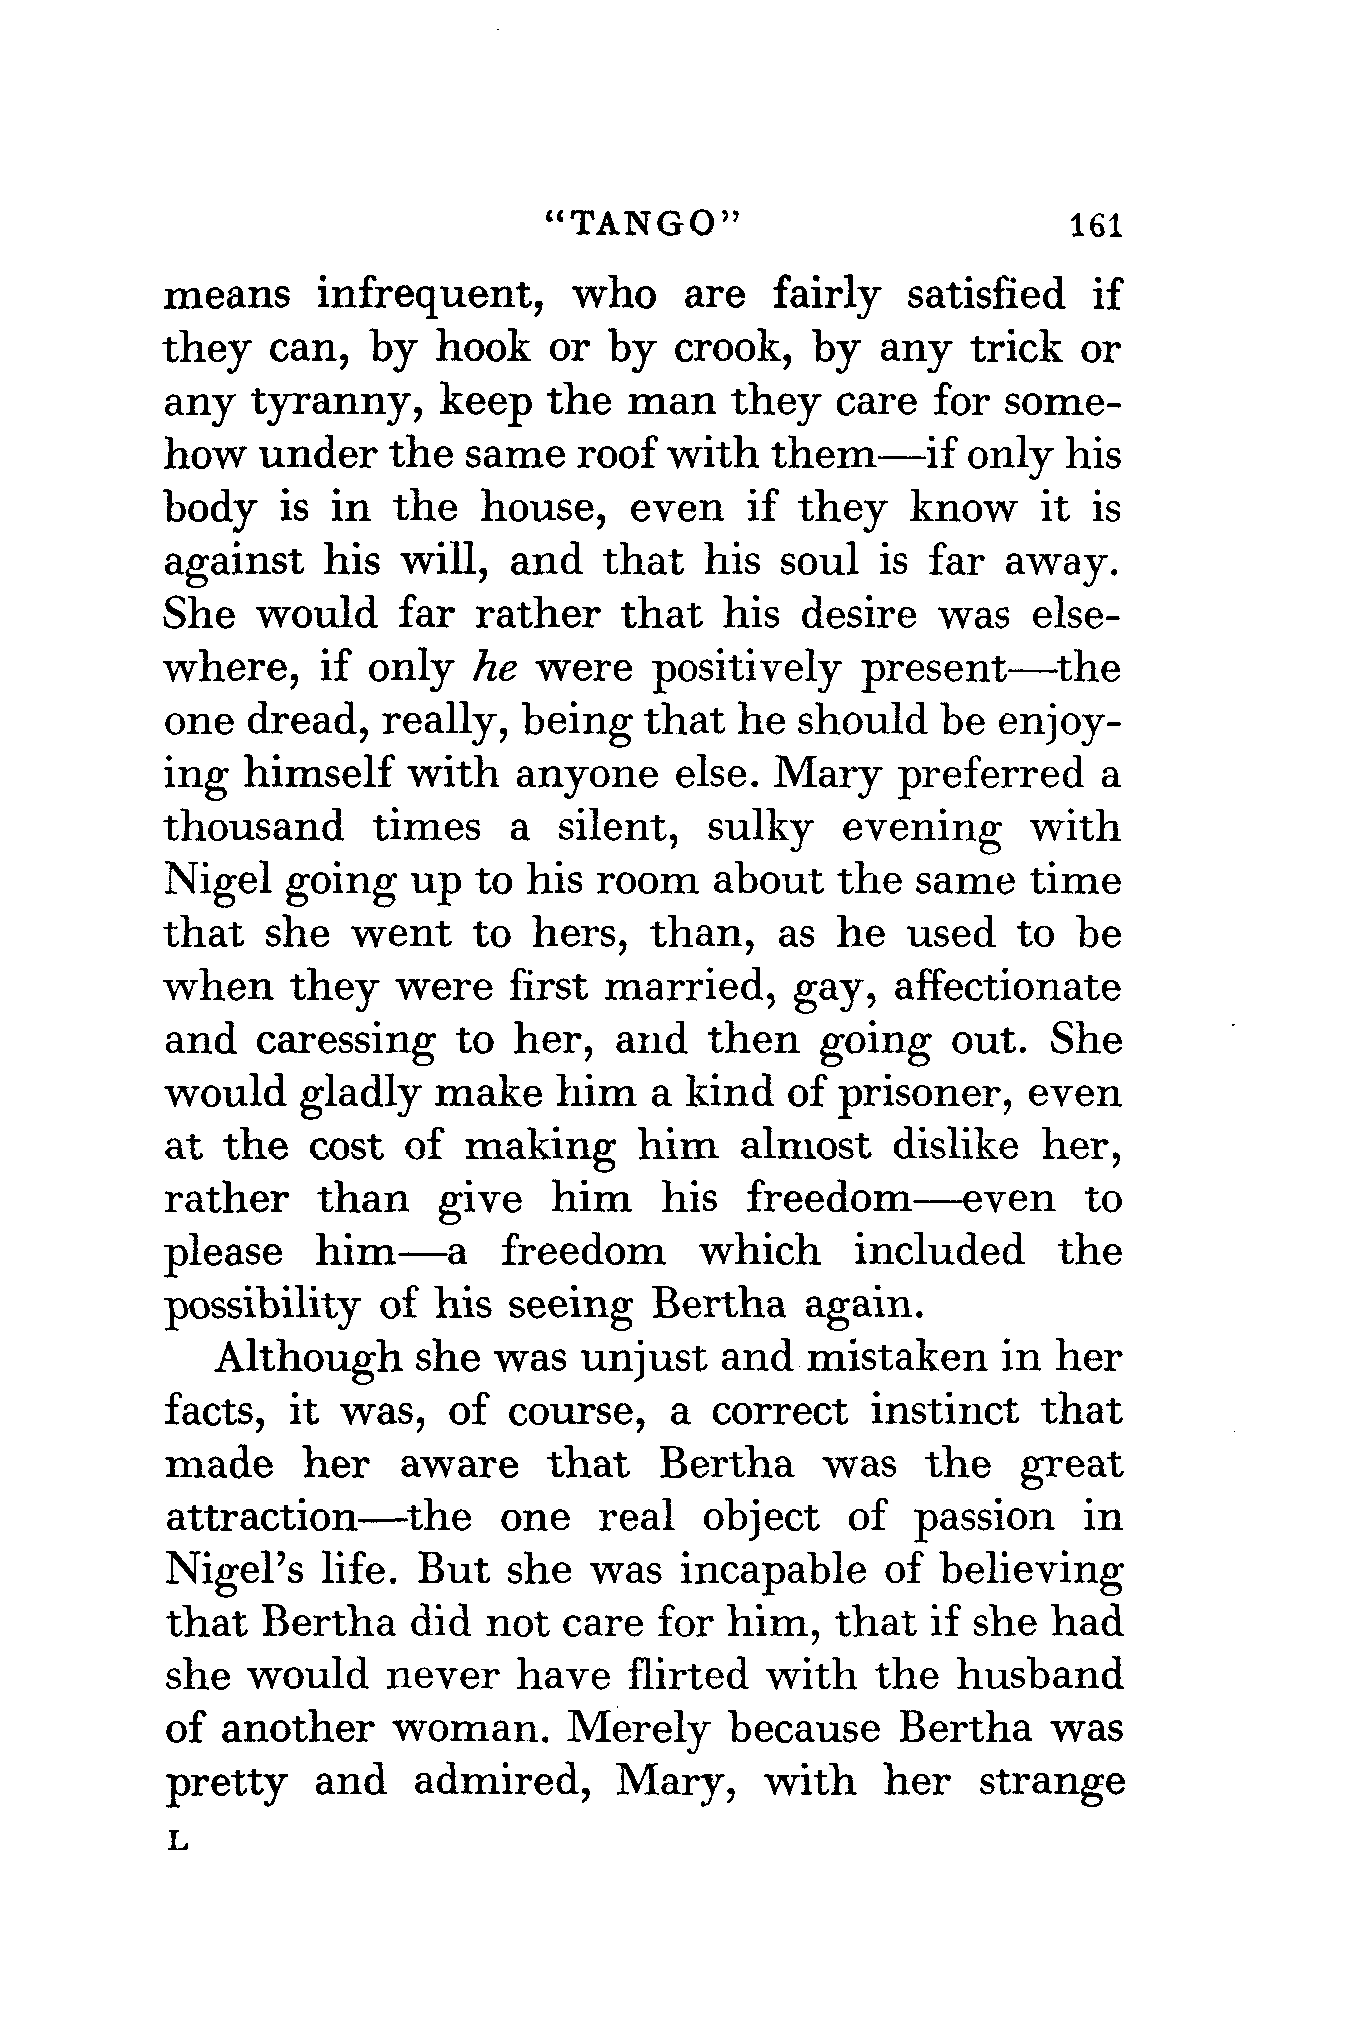 "TANGO" 161
means infrequent, who are fairly satisfied if
they can, by hook or by crook, by any trick or
any tyranny, keep the man they care for some-
how under the same roof with them—if only his
body is in the house, even if they know it is
against his will, and that his soul is far away.
She would far rather that his desire was else-
where, if only he were positively present—the
one dread, really, being that he should be enjoy-
ing himself with anyone else. Mary preferred a
thousand times a silent, sulky evening with
Nigel going up to his room about the same time
that she went to hers, than, as he used to be
when they were first married, gay, affectionate
and caressing to her, and then going out. She
would gladly make him a kind of prisoner, even
at the cost of making him almost dislike her,
rather than give him his freedom—even to
please him—a freedom which included the
possibility of his seeing Bertha again.
Although she was unjust and mistaken in her
facts, it was, of course, a correct instinct that
made her aware that Bertha was the great
attraction—the one real object of passion in
Nigel's life. But she was incapable of believing
that Bertha did not care for him, that if she had
she would never have flirted with the husband
of another woman. Merely because Bertha was
pretty and admired, Mary, with her strange
L